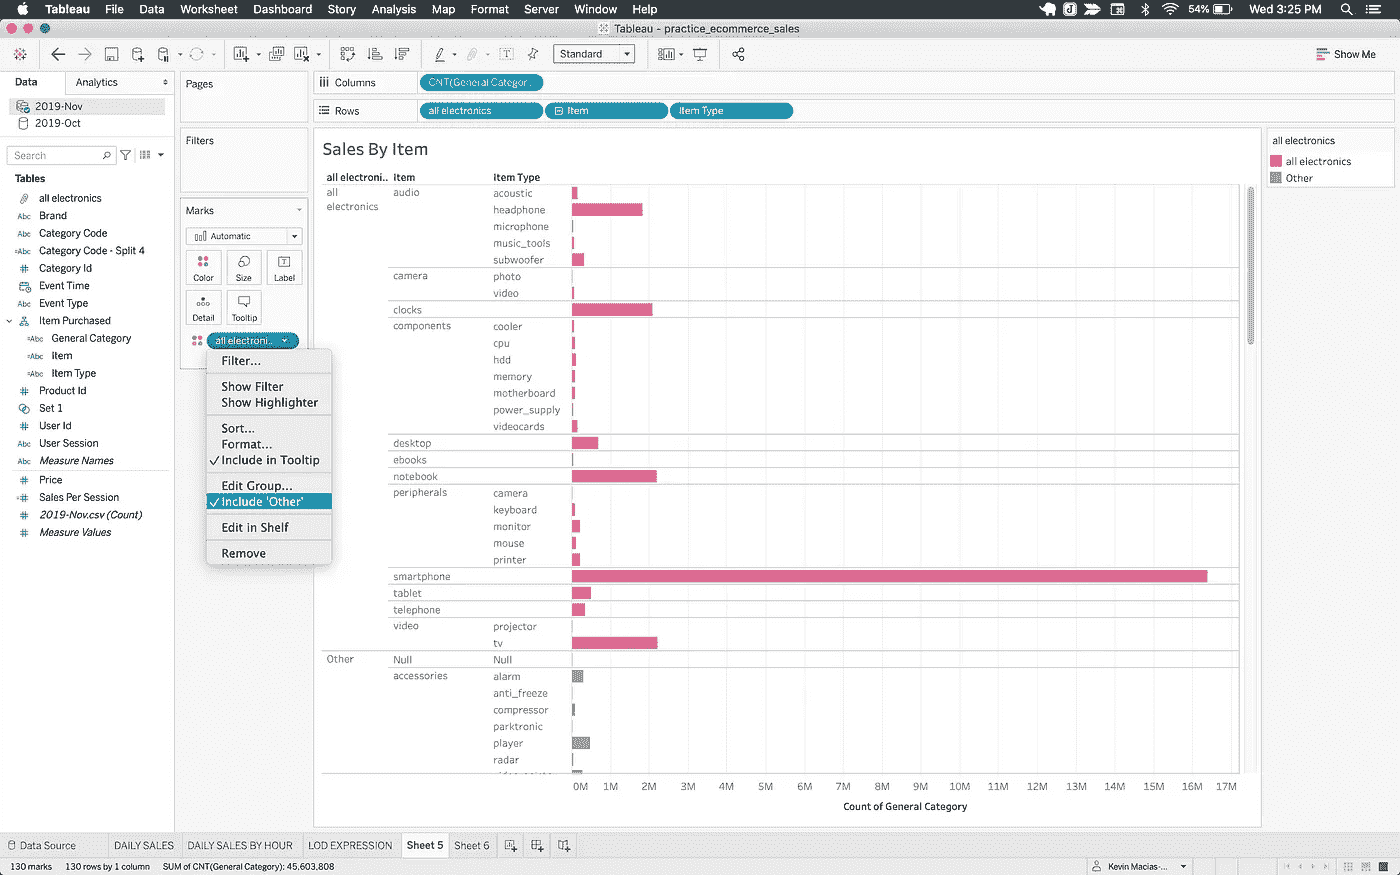 Tableau File Data Worksheet Dashboard Story Analysis Map Format Server Window Help 54% Wed 3:25 PM
Tableau - practice_ecommerce_sales
Standard Show Me
Data Analytics
2019-Nov
2019-Oct
Search
Tables
all electronics
Abc Brand
Abc Category Code
=Abc Category Code - Split 4
# Category Id
Event Time
Abc Event Type
Item Purchased
=Abc General Category
=Abc Item
=Abc Item Type
# Product Id
Set 1
# User Id
Abc User Session
Abc Measure Names
# Price
=# Sales Per Session
# 2019-Nov.csv (Count)
# Measure Values
Pages
Filters
Marks
Automatic
Color Size Label
Detail Tooltip
all electroni..
Filter...
Show Filter
Show Highlighter
Sort...
Format...
✓Include in Tooltip
Edit Group...
✓Include 'Other'
Edit in Shelf
Remove
Columns CNT(General Categor..
Rows all electronics Item Item Type
Sales By Item
all electroni.. Item Item Type
all electronics audio acoustic
headphone
microphone
music_tools
subwoofer
camera photo
video
clocks
components cooler
cpu
hdd
memory
motherboard
power_supply
videocards
desktop
ebooks
notebook
peripherals camera
keyboard
monitor
mouse
printer
smartphone
tablet
telephone
video projector
tv
Other Null Null
accessories alarm
anti_freeze
compressor
parktronic
player
radar
0M 1M 2M 3M 4M 5M 6M 7M 8M 9M 10M 11M 12M 13M 14M 15M 16M 17M
Count of General Category
all electronics
all electronics
Other
Data Source DAILY SALES DAILY SALES BY HOUR LOD EXPRESSION Sheet 5 Sheet 6
130 marks 130 rows by 1 column SUM of CNT(General Category): 45,603,808 Kevin Macias-...